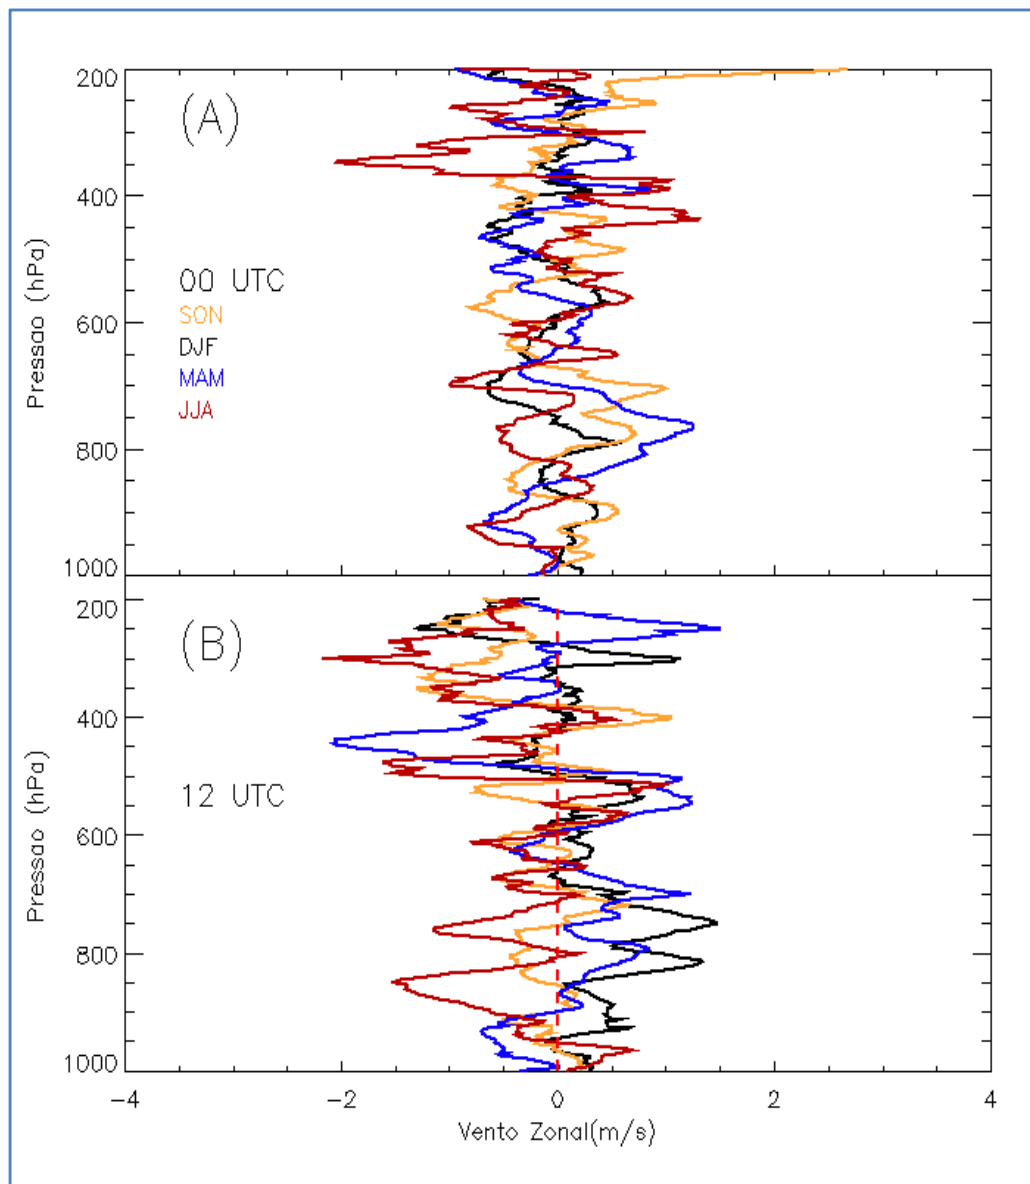 200
(A)
400
00 UTC
SON
600
DJF
MAM
JJA
800
1000
Pressao (hPa)
200
(B)
400
12 UTC
600
800
1000
Pressao (hPa)
-4 -2 0 2 4
Vento Zonal(m/s)